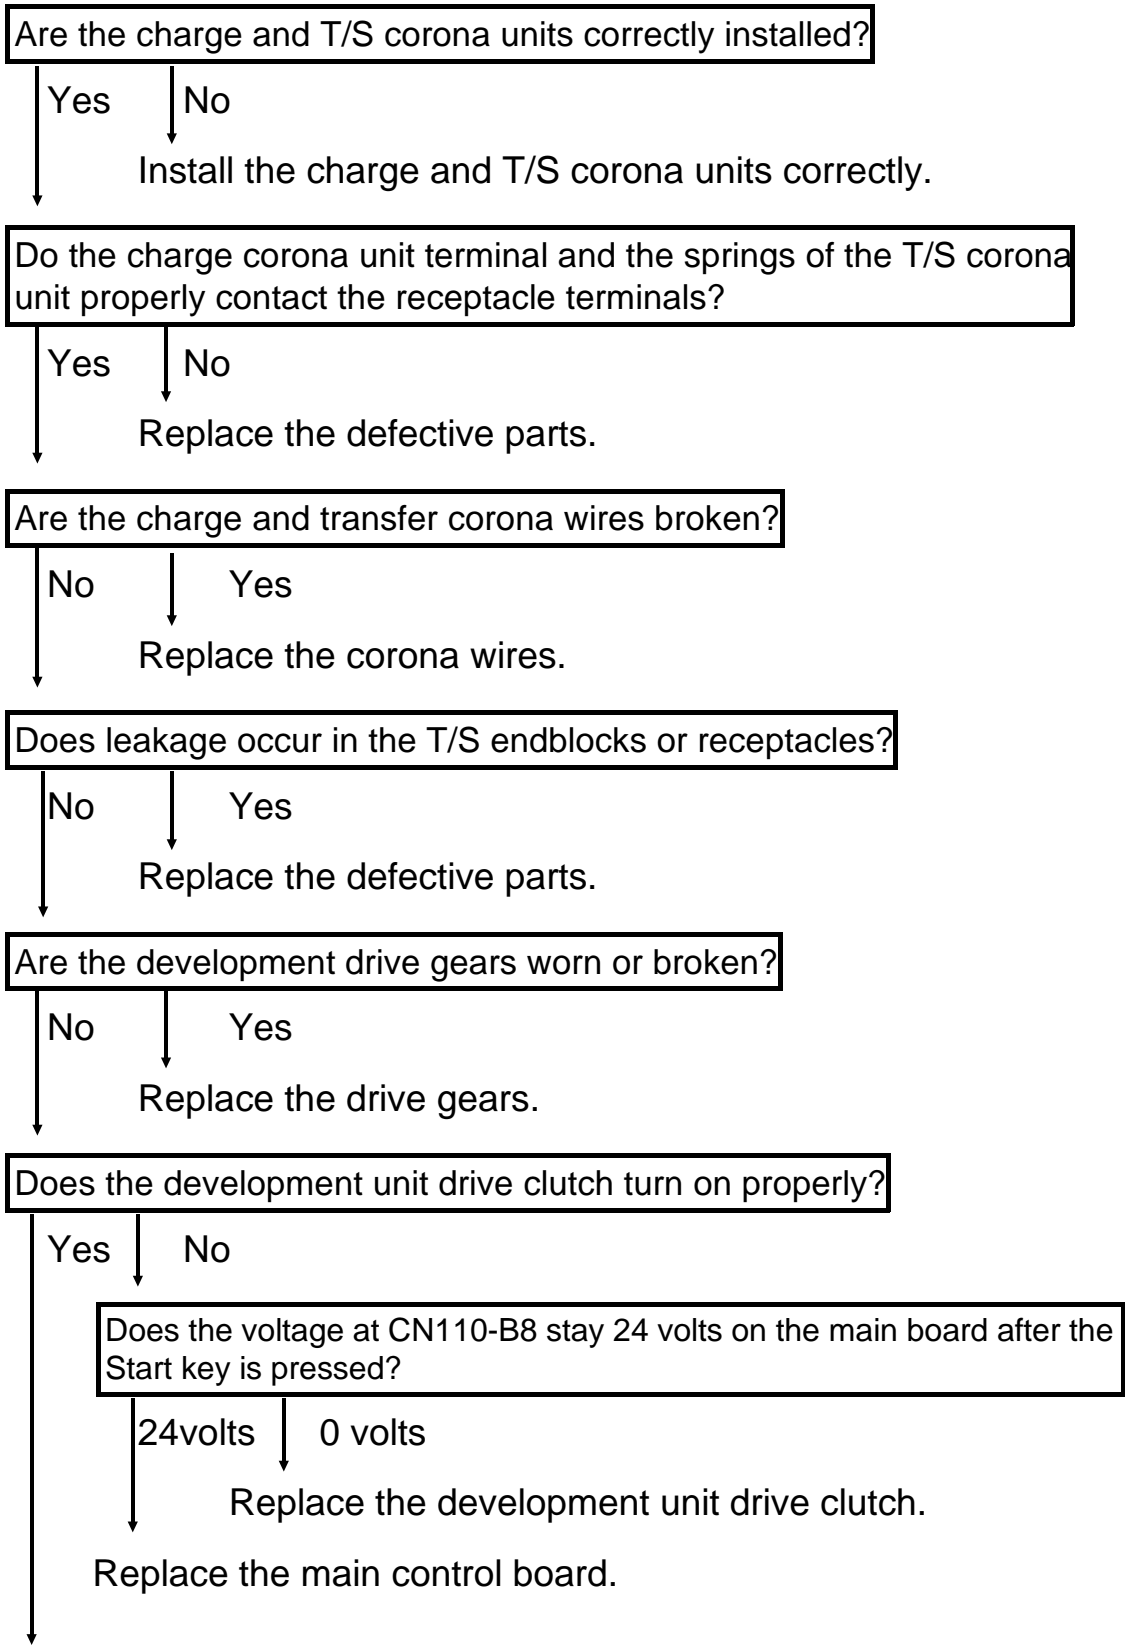 Are the charge and T/S corona units correctly installed?
Yes No
Install the charge and T/S corona units correctly.
Do the charge corona unit terminal and the springs of the T/S corona
unit properly contact the receptacle terminals?
Yes No
Replace the defective parts.
Are the charge and transfer corona wires broken?
No Yes
Replace the corona wires.
Does leakage occur in the T/S endblocks or receptacles?
No Yes
Replace the defective parts.
Are the development drive gears worn or broken?
No Yes
Replace the drive gears.
Does the development unit drive clutch turn on properly?
Yes No
Does the voltage at CN110-B8 stay 24 volts on the main board after the
Start key is pressed?
24volts 0 volts
Replace the development unit drive clutch.
Replace the main control board.